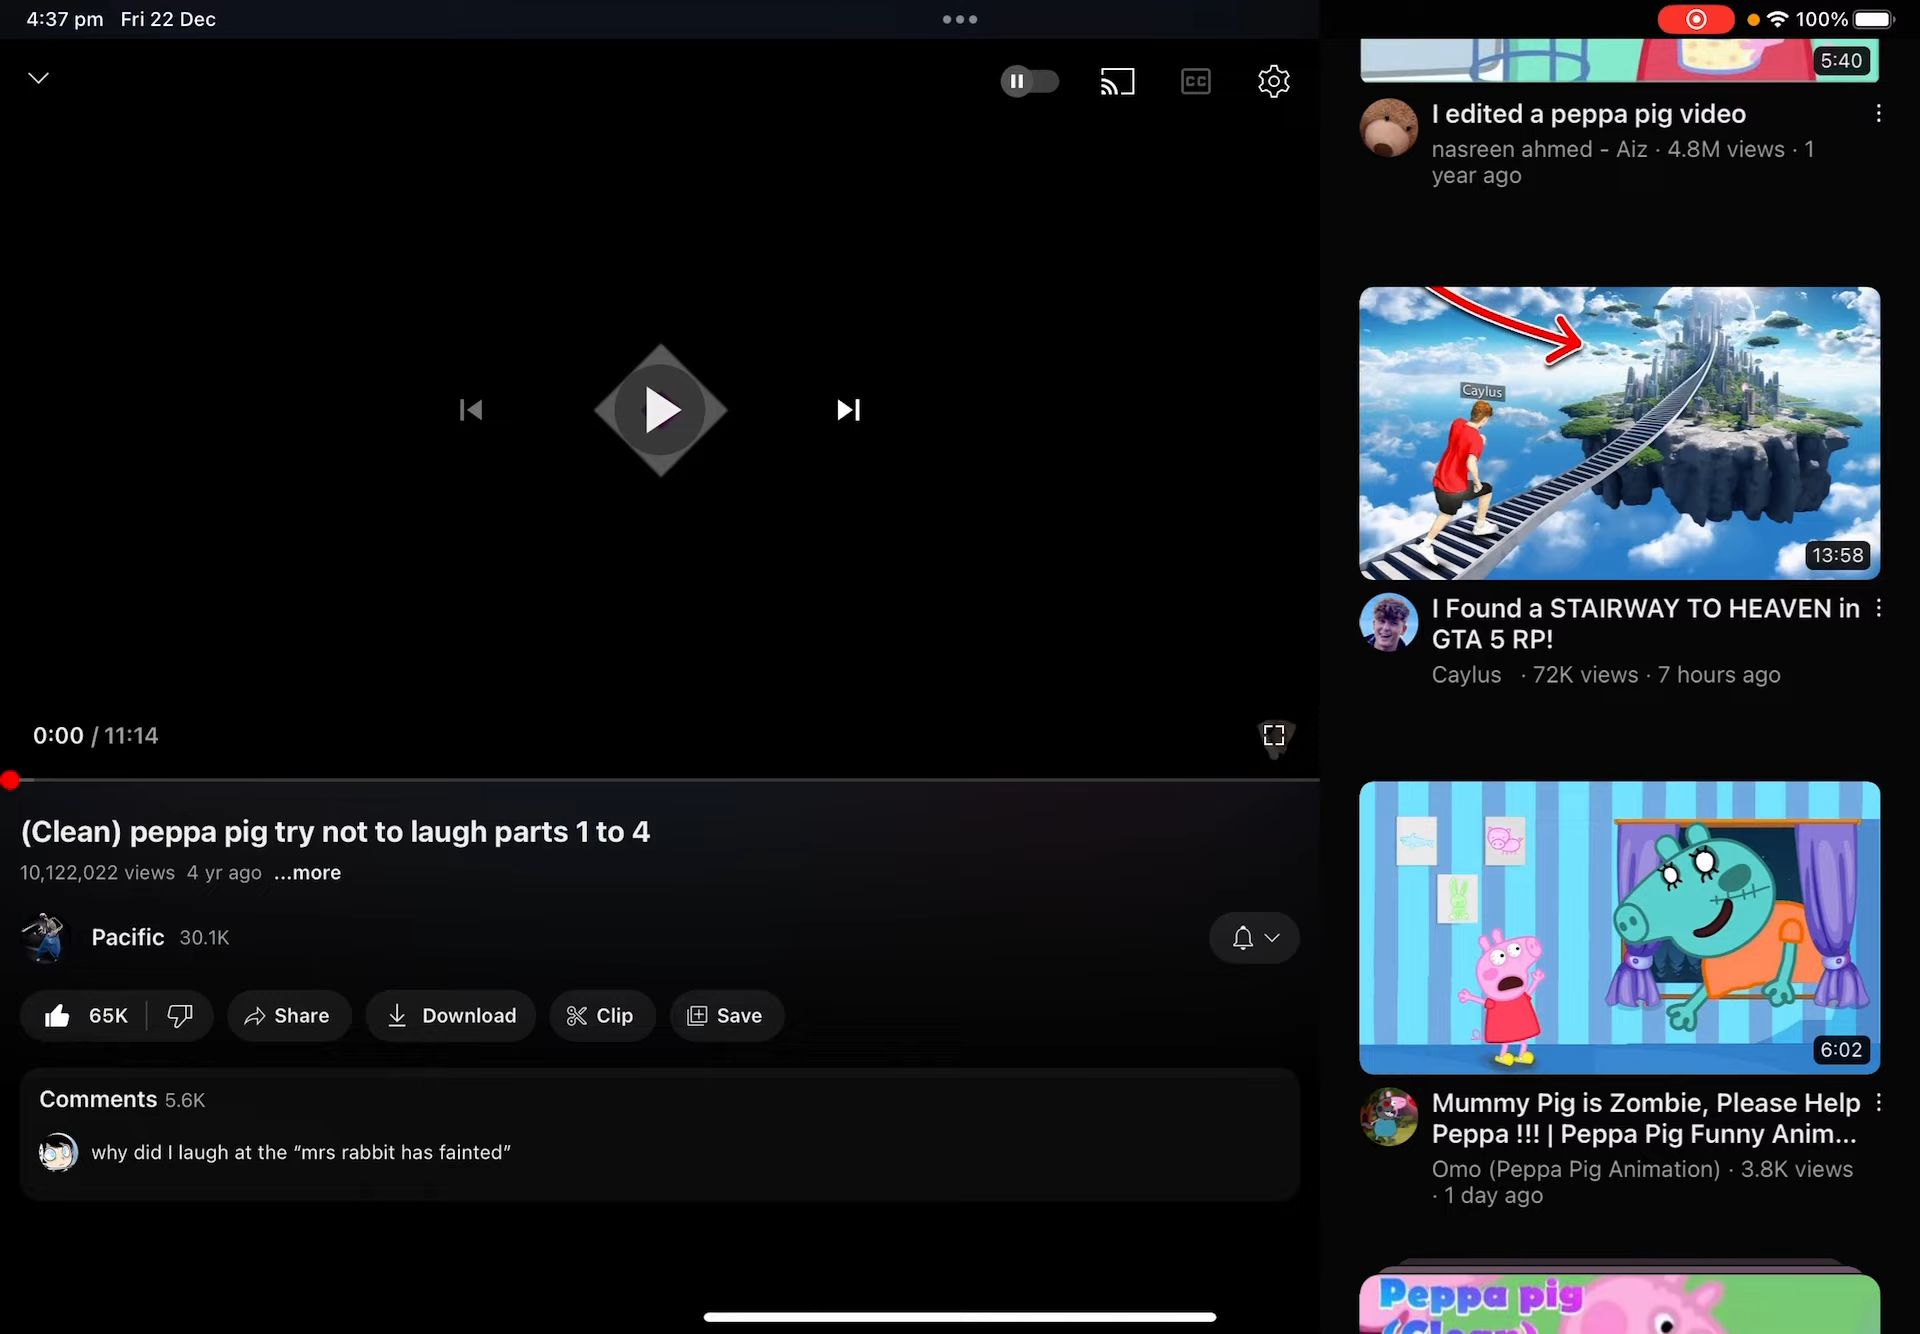 4:37 pm Fri 22 Dec
100%
CC
0:00 / 11:14
(Clean) peppa pig try not to laugh parts 1 to 4
10,122,022 views 4 yr ago ...more
Pacific 30.1K
65K
Share
Download
Clip
Save
Comments 5.6K
why did I laugh at the “mrs rabbit has fainted”
5:40
I edited a peppa pig video
nasreen ahmed - Aiz · 4.8M views · 1
year ago
Caylus
13:58
I Found a STAIRWAY TO HEAVEN in
GTA 5 RP!
Caylus · 72K views · 7 hours ago
6:02
Mummy Pig is Zombie, Please Help
Peppa !!! | Peppa Pig Funny Anim...
Omo (Peppa Pig Animation) · 3.8K views
· 1 day ago
Peppa pig
(Clean)